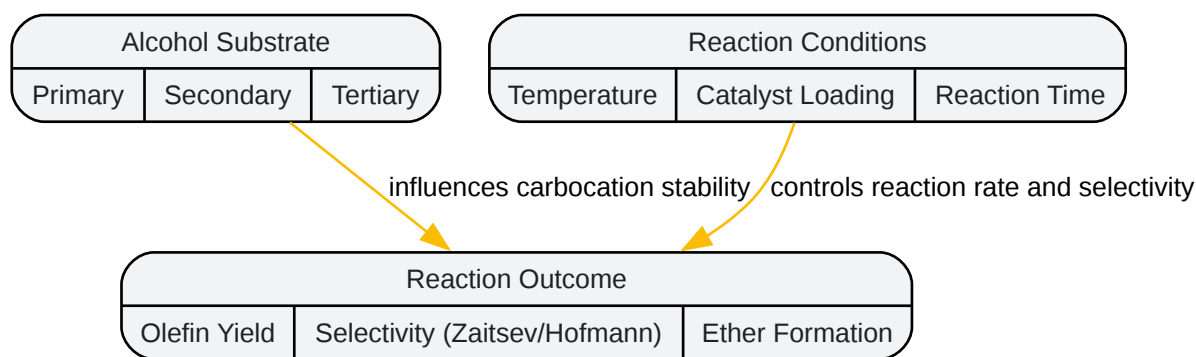 Alcohol Substrate
Primary
Secondary
Tertiary
Reaction Conditions
Temperature
Catalyst Loading
Reaction Time
influences carbocation stability
controls reaction rate and selectivity
Reaction Outcome
Olefin Yield
Selectivity (Zaitsev/Hofmann)
Ether Formation